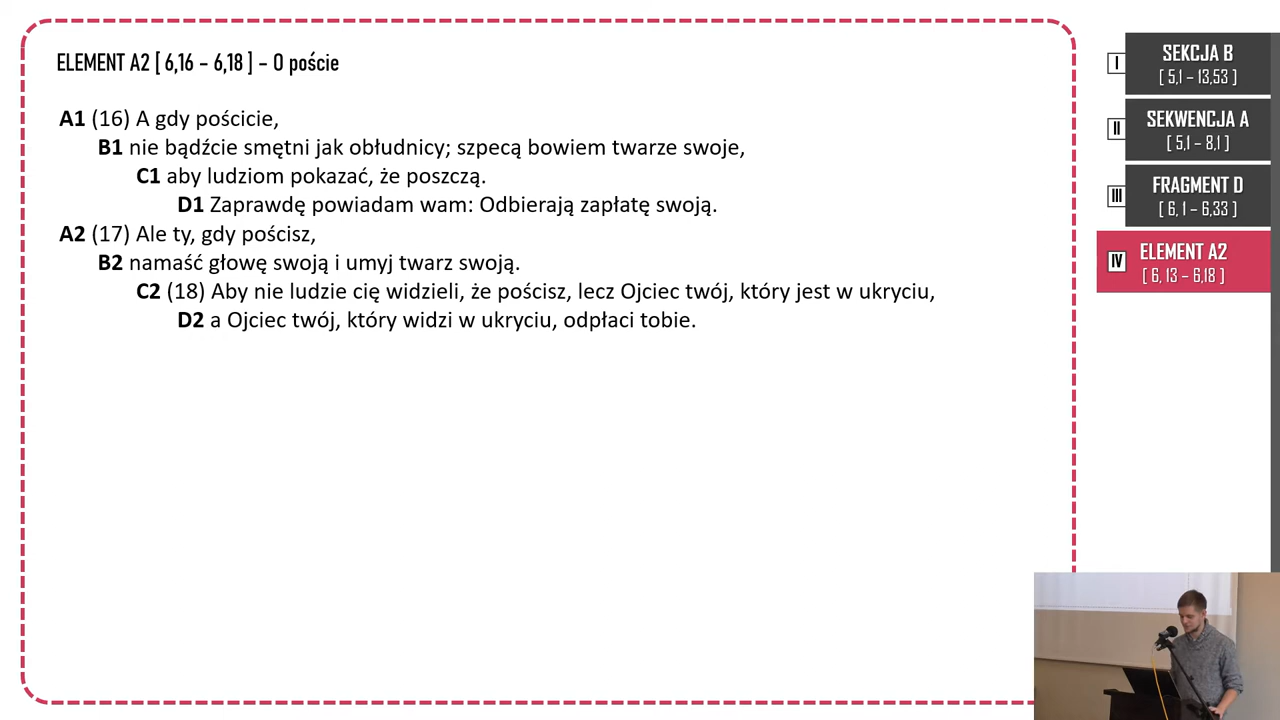 ELEMENT A2 [ 6,16 – 6,18 ] – O poście
A1 (16) A gdy pościcie,
B1 nie bądźcie smętni jak obłudnicy; szpecą bowiem twarze swoje,
C1 aby ludziom pokazać, że poszczą.
D1 Zaprawdę powiadam wam: Odbierają zapłatę swoją.
A2 (17) Ale ty, gdy pościsz,
B2 namaść głowę swoją i umyj twarz swoją.
C2 (18) Aby nie ludzie cię widzieli, że pościsz, lecz Ojciec twój, który jest w ukryciu,
D2 a Ojciec twój, który widzi w ukryciu, odpłaci tobie.
I
SEKCJA B
[ 5,1 – 13,53 ]
II
SEKWENCJA A
[ 5,1 – 8,1 ]
III
FRAGMENT D
[ 6, 1 – 6,33 ]
IV
ELEMENT A2
[ 6, 13 – 6,18 ]